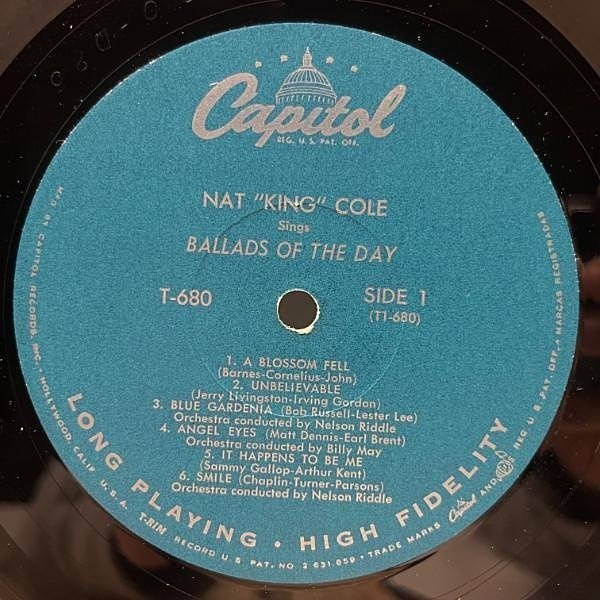 Capitol
REG. U.S. PAT. OFF.
NAT "KING" COLE
Sings
BALLADS OF THE DAY
T-680 SIDE 1
(T1-680)
1. A BLOSSOM FELL
(Barnes-Cornelius-John)
2. UNBELIEVABLE
(Jerry Livingston-Irving Gordon)
3. BLUE GARDENIA (Bob Russell-Lester Lee)
Orchestra conducted by Nelson Riddle
4. ANGEL EYES (Matt Dennis-Earl Brent)
Orchestra conducted by Billy May
5. IT HAPPENS TO BE ME
(Sammy Gallop-Arthur Kent)
6. SMILE (Chaplin-Turner-Parsons)
Orchestra conducted by Nelson Riddle
LONG PLAYING • HIGH FIDELITY
MFD. BY CAPITOL RECORDS, INC. • HOLLYWOOD, CALIF. U.S.A. T-RIM RECORD U.S. PAT. NO. 2 631,859 • TRADE MARKS Capitol AND REG. U.S. PAT. OFF. • MARCAS REGISTRADAS